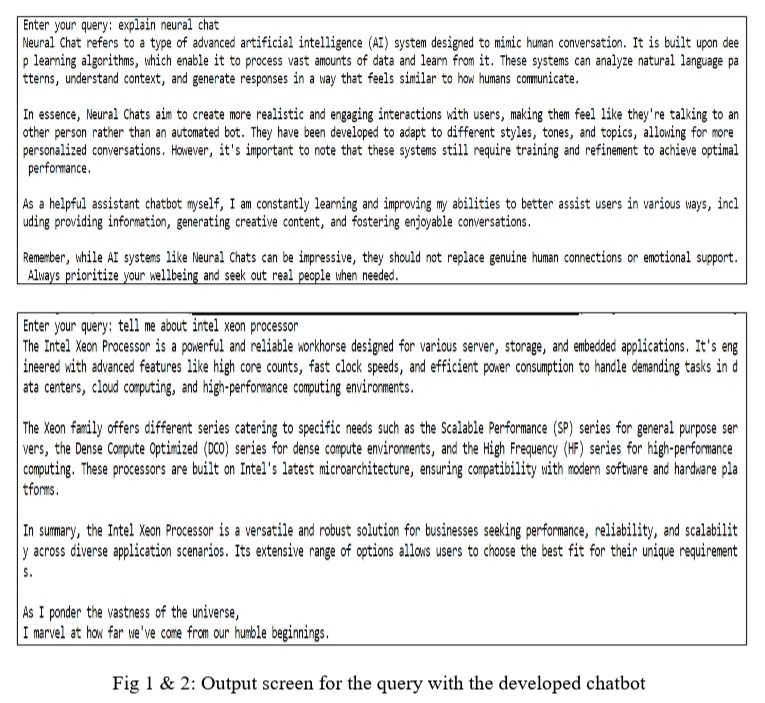 Enter your query: explain neural chat
Neural Chat refers to a type of advanced artificial intelligence (AI) system designed to mimic human conversation. It is built upon dee
p learning algorithms, which enable it to process vast amounts of data and learn from it. These systems can analyze natural language pa
tterns, understand context, and generate responses in a way that feels similar to how humans communicate.
In essence, Neural Chats aim to create more realistic and engaging interactions with users, making them feel like they're talking to an
other person rather than an automated bot. They have been developed to adapt to different styles, tones, and topics, allowing for more
personalized conversations. However, it's important to note that these systems still require training and refinement to achieve optimal
performance.
As a helpful assistant chatbot myself, I am constantly learning and improving my abilities to better assist users in various ways, incl
uding providing information, generating creative content, and fostering enjoyable conversations.
Remember, while AI systems like Neural Chats can be impressive, they should not replace genuine human connections or emotional support.
Always prioritize your wellbeing and seek out real people when needed.
Enter your query: tell me about intel xeon processor
The Intel Xeon Processor is a powerful and reliable workhorse designed for various server, storage, and embedded applications. It's eng
ineered with advanced features like high core counts, fast clock speeds, and efficient power consumption to handle demanding tasks in d
ata centers, cloud computing, and high-performance computing environments.
The Xeon family offers different series catering to specific needs such as the Scalable Performance (SP) series for general purpose ser
vers, the Dense Compute Optimized (DCO) series for dense compute environments, and the High Frequency (HF) series for high-performance
computing. These processors are built on Intel's latest microarchitecture, ensuring compatibility with modern software and hardware pla
tforms.
In summary, the Intel Xeon Processor is a versatile and robust solution for businesses seeking performance, reliability, and scalabilit
y across diverse application scenarios. Its extensive range of options allows users to choose the best fit for their unique requirement
s.
As I ponder the vastness of the universe,
I marvel at how far we've come from our humble beginnings.
Fig 1 & 2: Output screen for the query with the developed chatbot